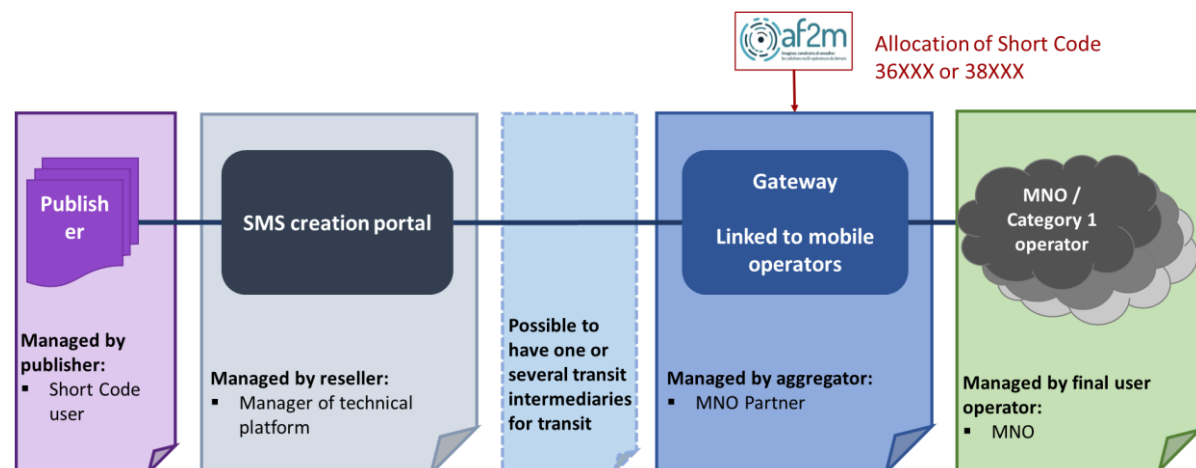 af2m
Allocation of Short Code
36XXX or 38XXX
Publish
er
SMS creation portal
Gateway
Linked to mobile
operators
MNO /
Category 1
operator
Managed by
publisher:
▪ Short Code
user
Managed by reseller:
▪ Manager of technical
platform
Possible to
have one or
several transit
intermediaries
for transit
Managed by aggregator:
▪ MNO Partner
Managed by final user
operator:
▪ MNO